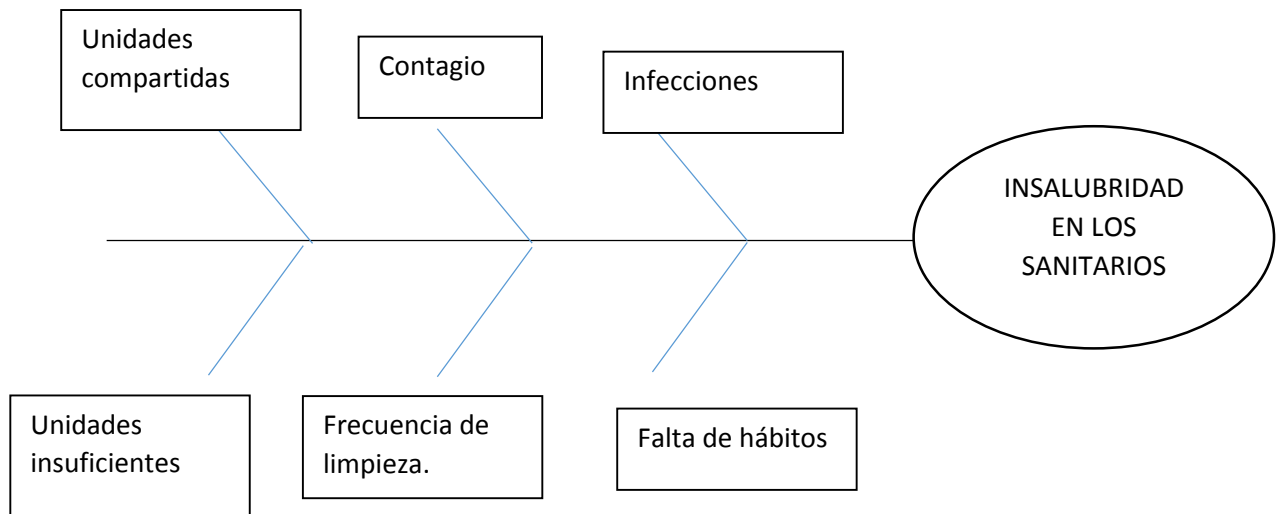 Unidades
compartidas
Contagio
Infecciones
INSALUBRIDAD
EN LOS
SANITARIOS
Unidades
insuficientes
Frecuencia de
limpieza.
Falta de hábitos